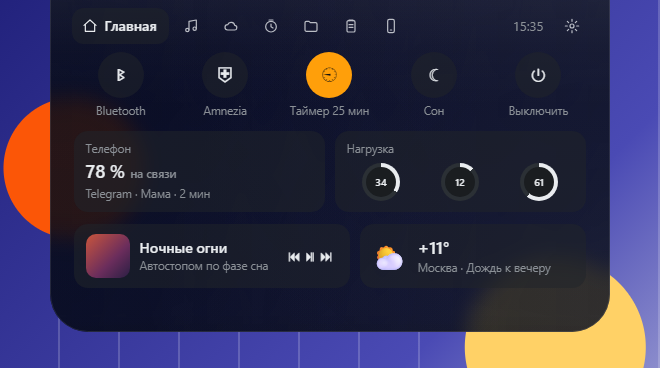 Главная 15:35
Bluetooth Amnezia Таймер 25 мин Сон Выключить
Телефон
78 % на связи
Telegram · Мама · 2 мин
Нагрузка
34 12 61
Ночные огни
Автостопом по фазе сна
+11°
Москва · Дождь к вечеру